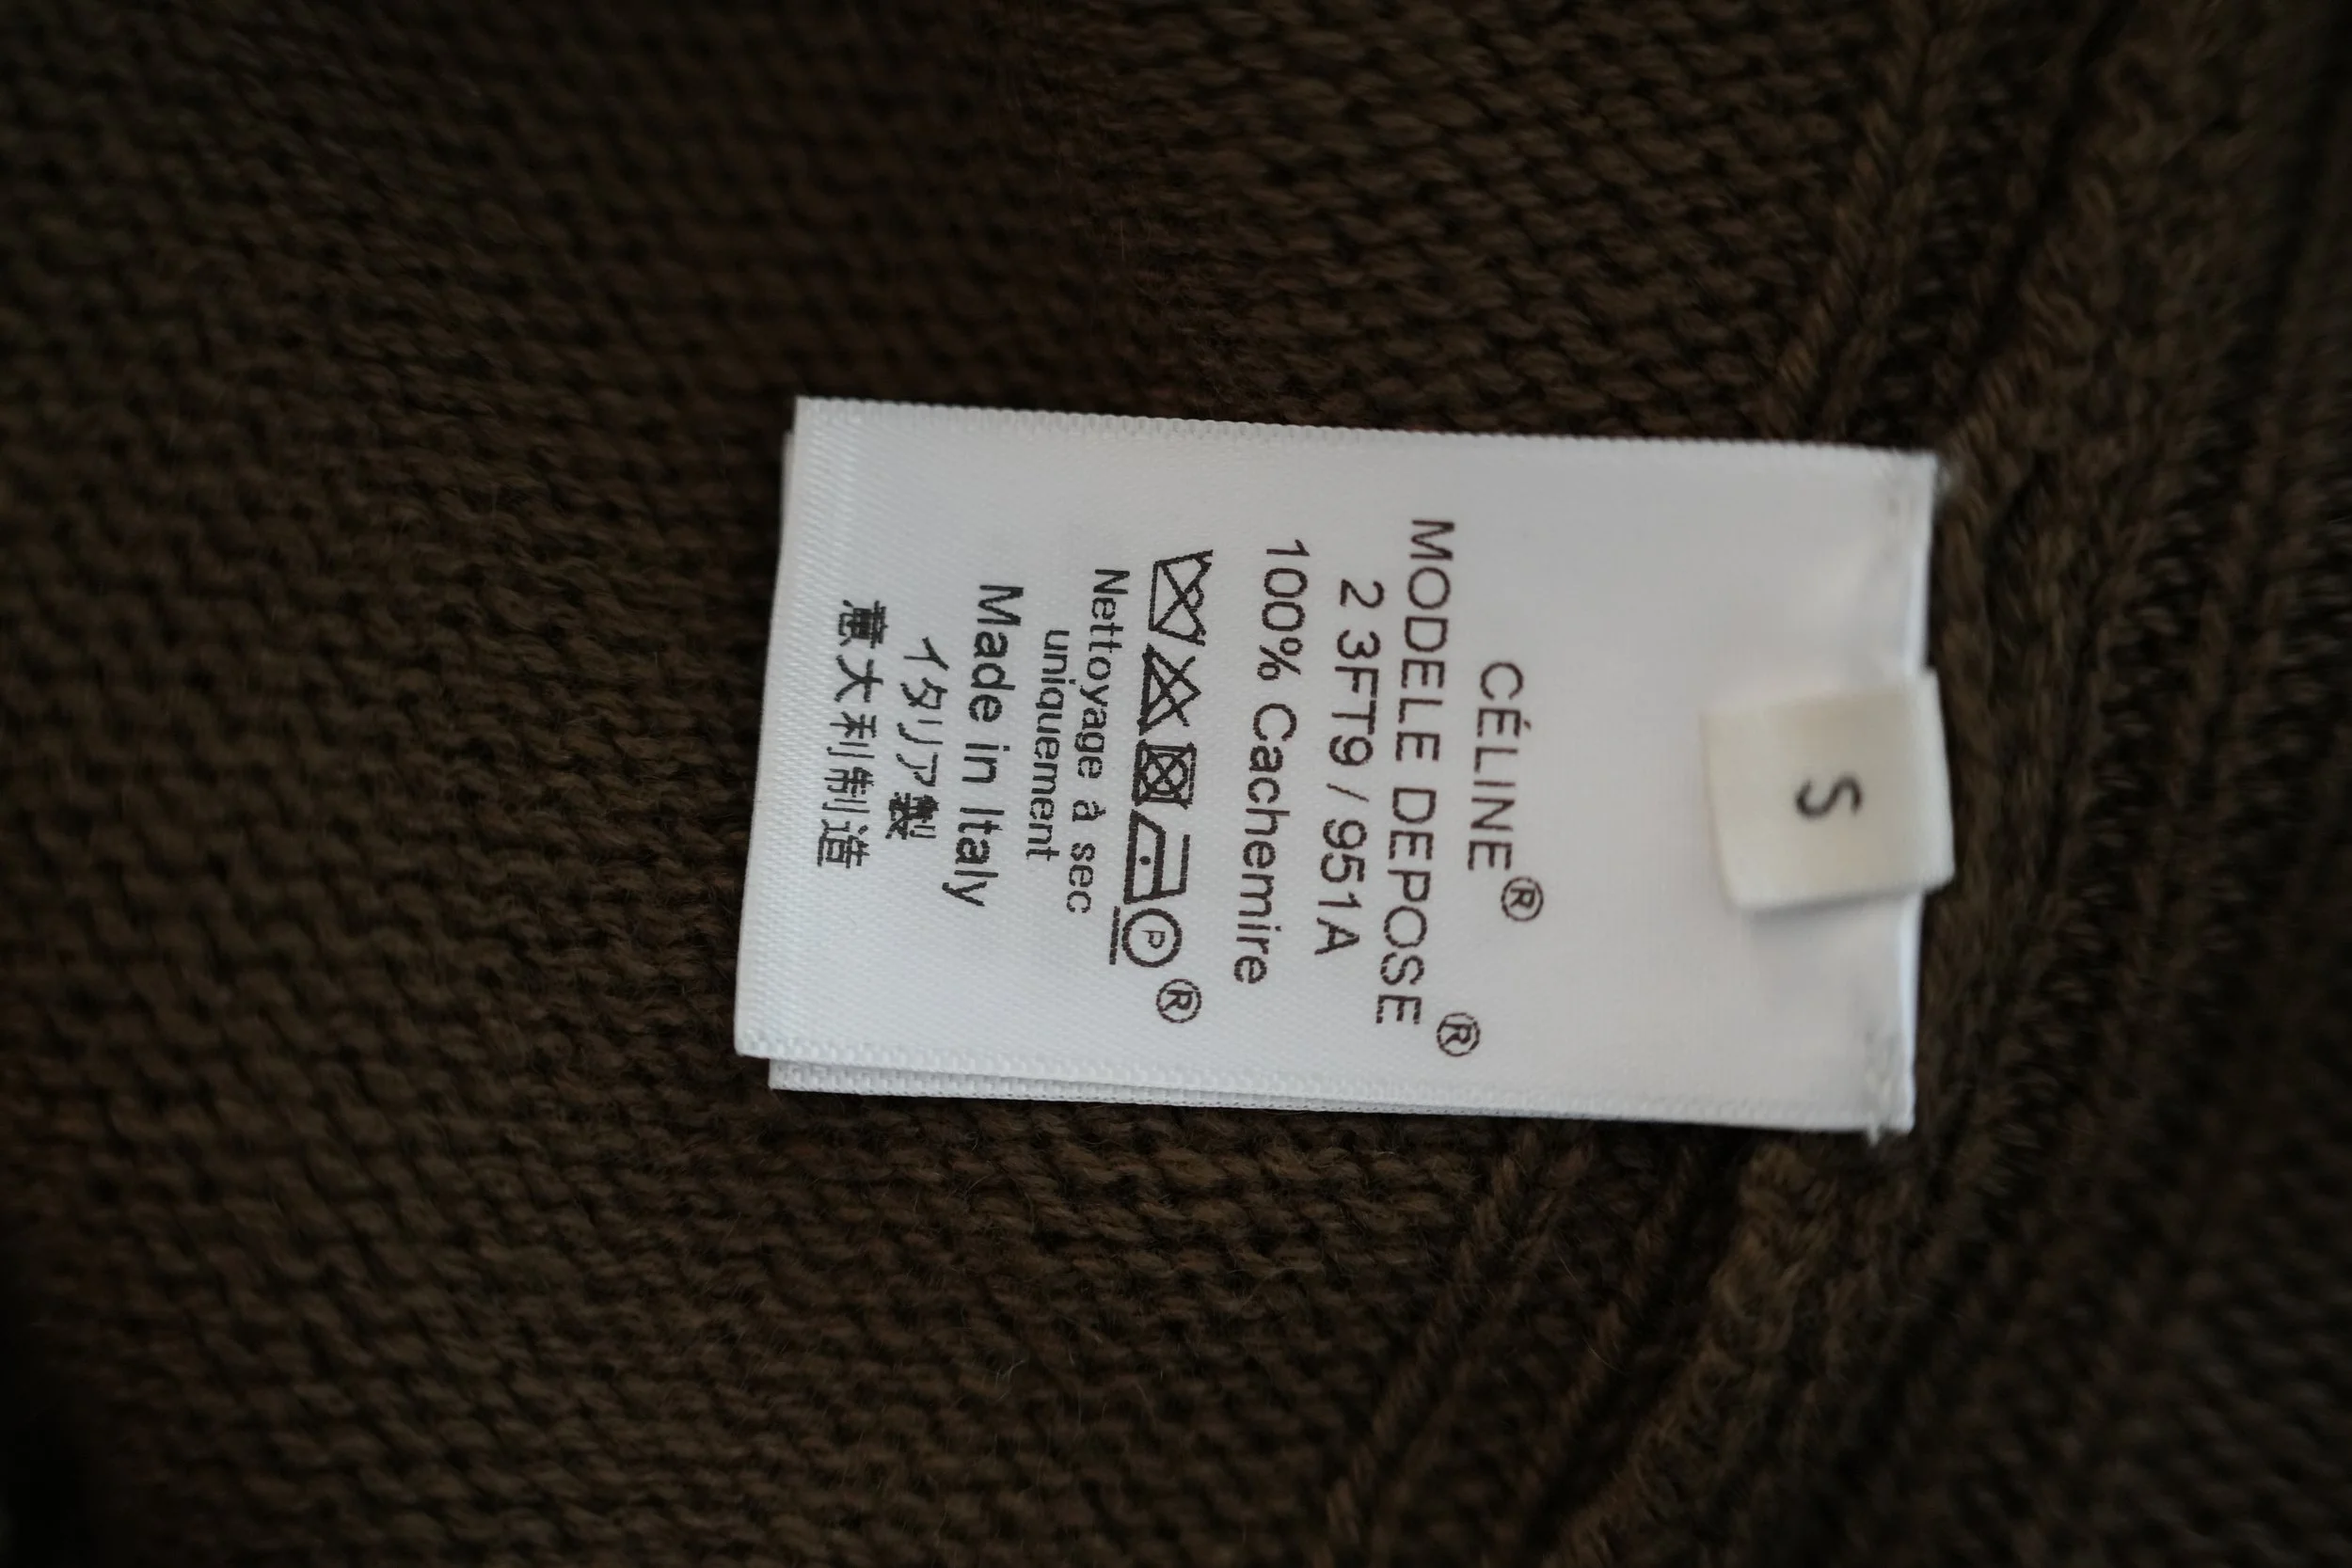 S
CÉLINE®
MODELE DEPOSE®
2 3FT9 / 951A
100% Cachemire
P ®
Nettoyage à sec
uniquement
Made in Italy
イタリア製
意大利制造